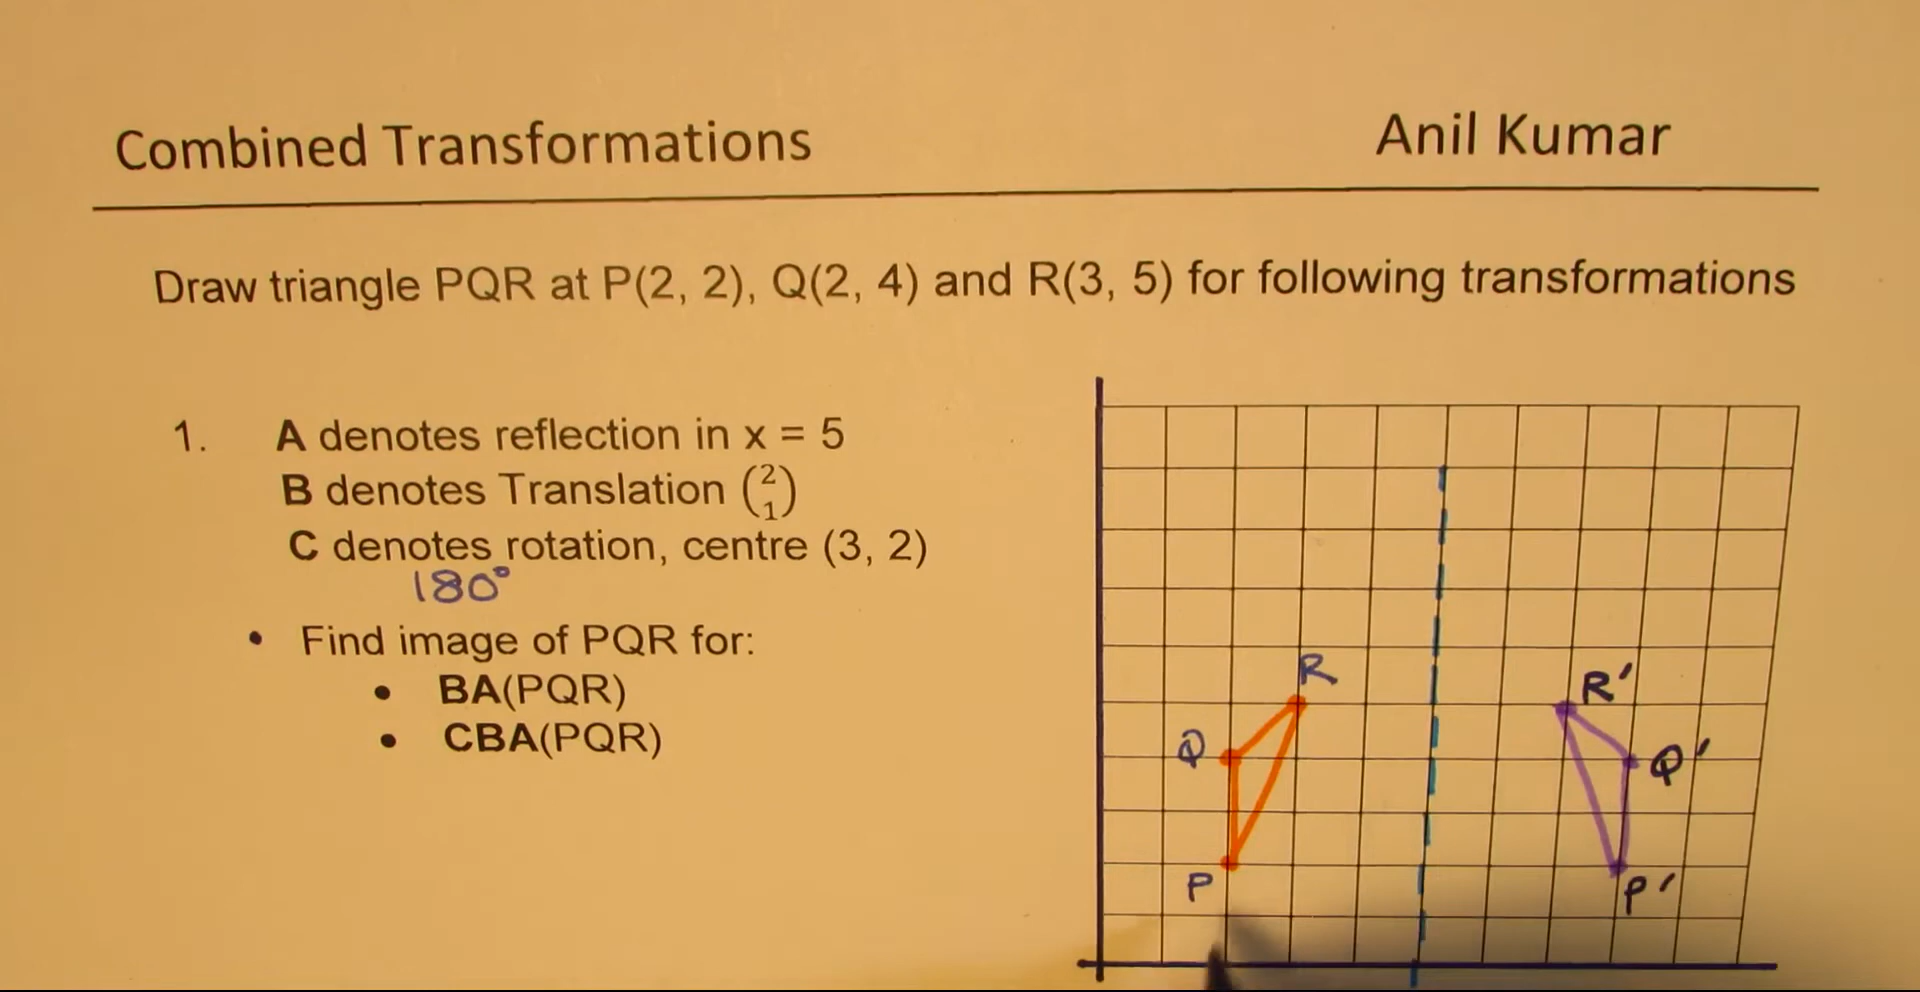 Combined Transformations
Anil Kumar
Draw triangle PQR at P(2, 2), Q(2, 4) and R(3, 5) for following transformations
1. A denotes reflection in x = 5
B denotes Translation (2
1)
C denotes rotation, centre (3, 2)
180°
• Find image of PQR for:
• BA(PQR)
• CBA(PQR)
R
R'
Q
Q'
P
P'